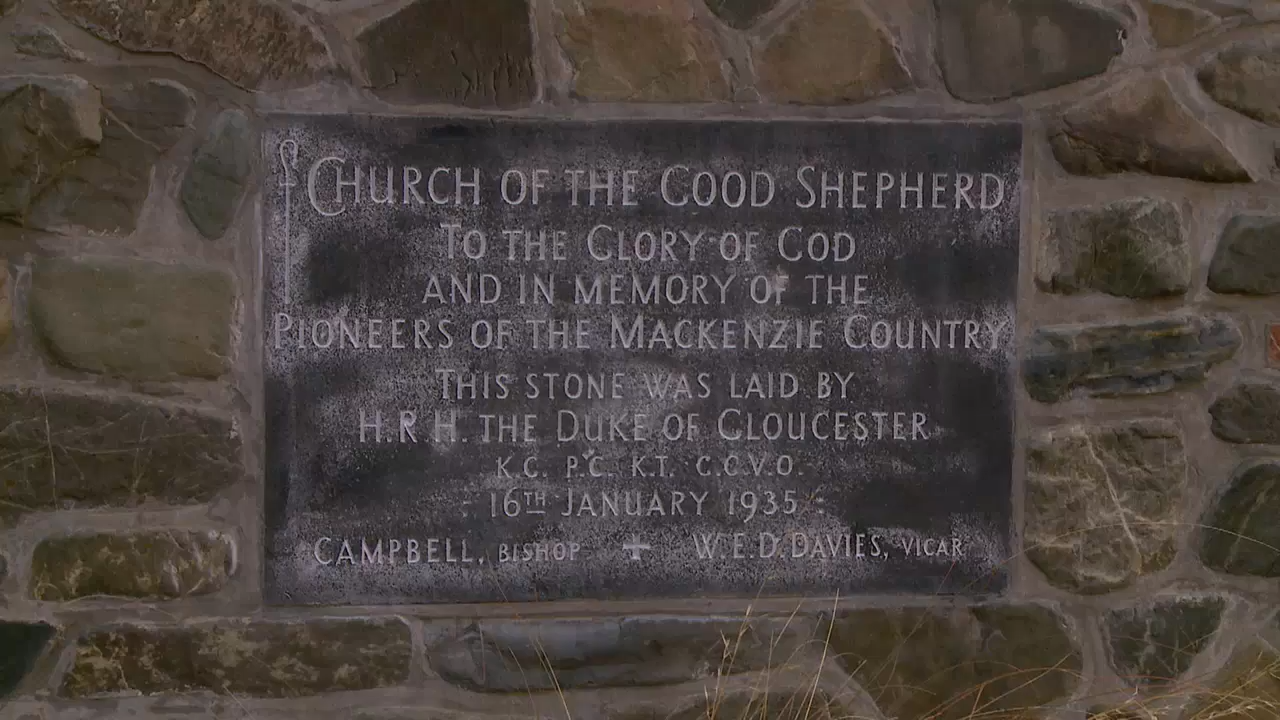 CHURCH OF THE GOOD SHEPHERD
TO THE GLORY OF GOD
AND IN MEMORY OF THE
PIONEERS OF THE MACKENZIE COUNTRY
THIS STONE WAS LAID BY
H.R.H. THE DUKE OF GLOUCESTER
K.G. P.C. K.T. G.C.V.O.
- 16TH JANUARY 1935 -
CAMPBELL, BISHOP + W.E.D. DAVIES, VICAR